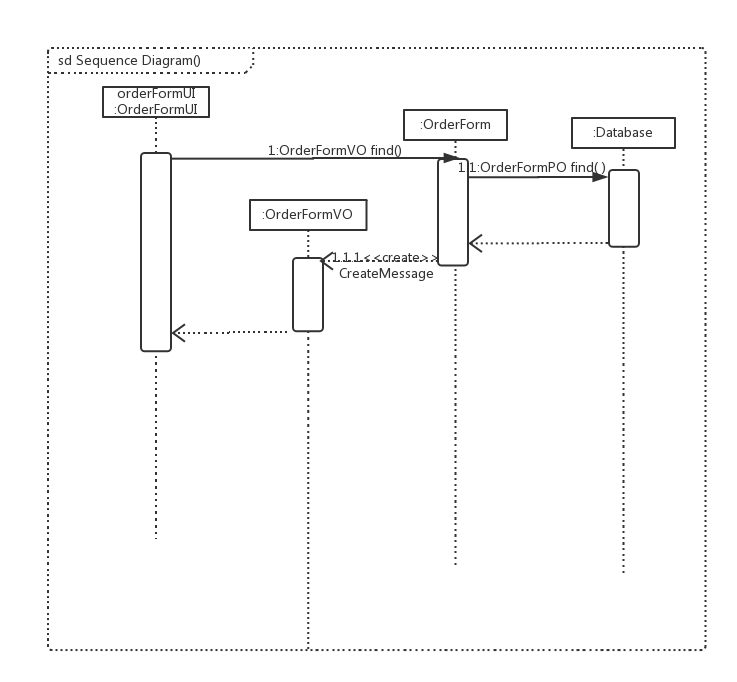 sd Sequence Diagram()
orderFormUI
:OrderFormUI
:OrderForm
:Database
1:OrderFormVO find()
1.1:OrderFormPO find( )
:OrderFormVO
1.1.1<<create>>
CreateMessage